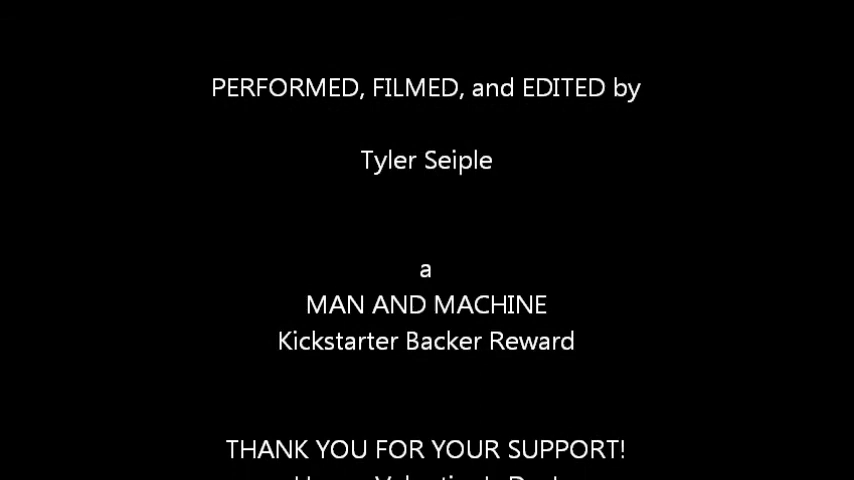 PERFORMED, FILMED, and EDITED by
Tyler Seiple
a
MAN AND MACHINE
Kickstarter Backer Reward
THANK YOU FOR YOUR SUPPORT!